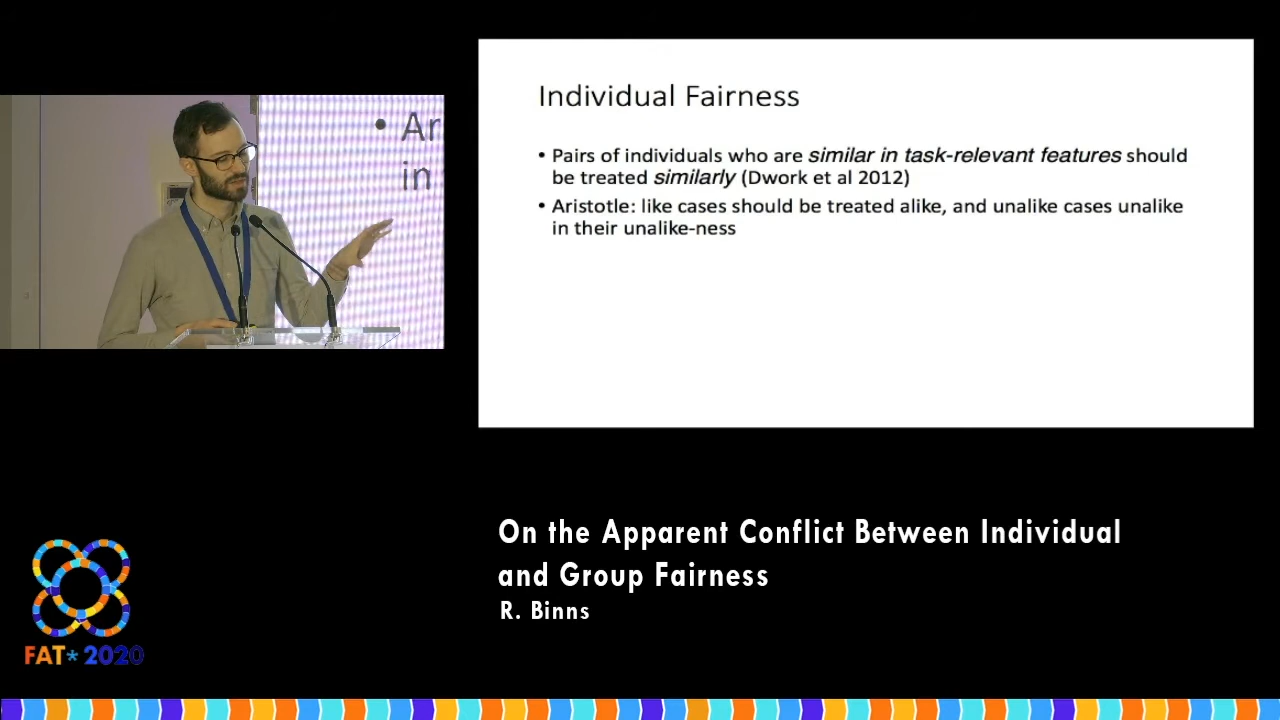 • Ar
in
Individual Fairness
• Pairs of individuals who are similar in task-relevant features should
be treated similarly (Dwork et al 2012)
• Aristotle: like cases should be treated alike, and unalike cases unalike
in their unalike-ness
On the Apparent Conflict Between Individual
and Group Fairness
R. Binns
FAT* 2020